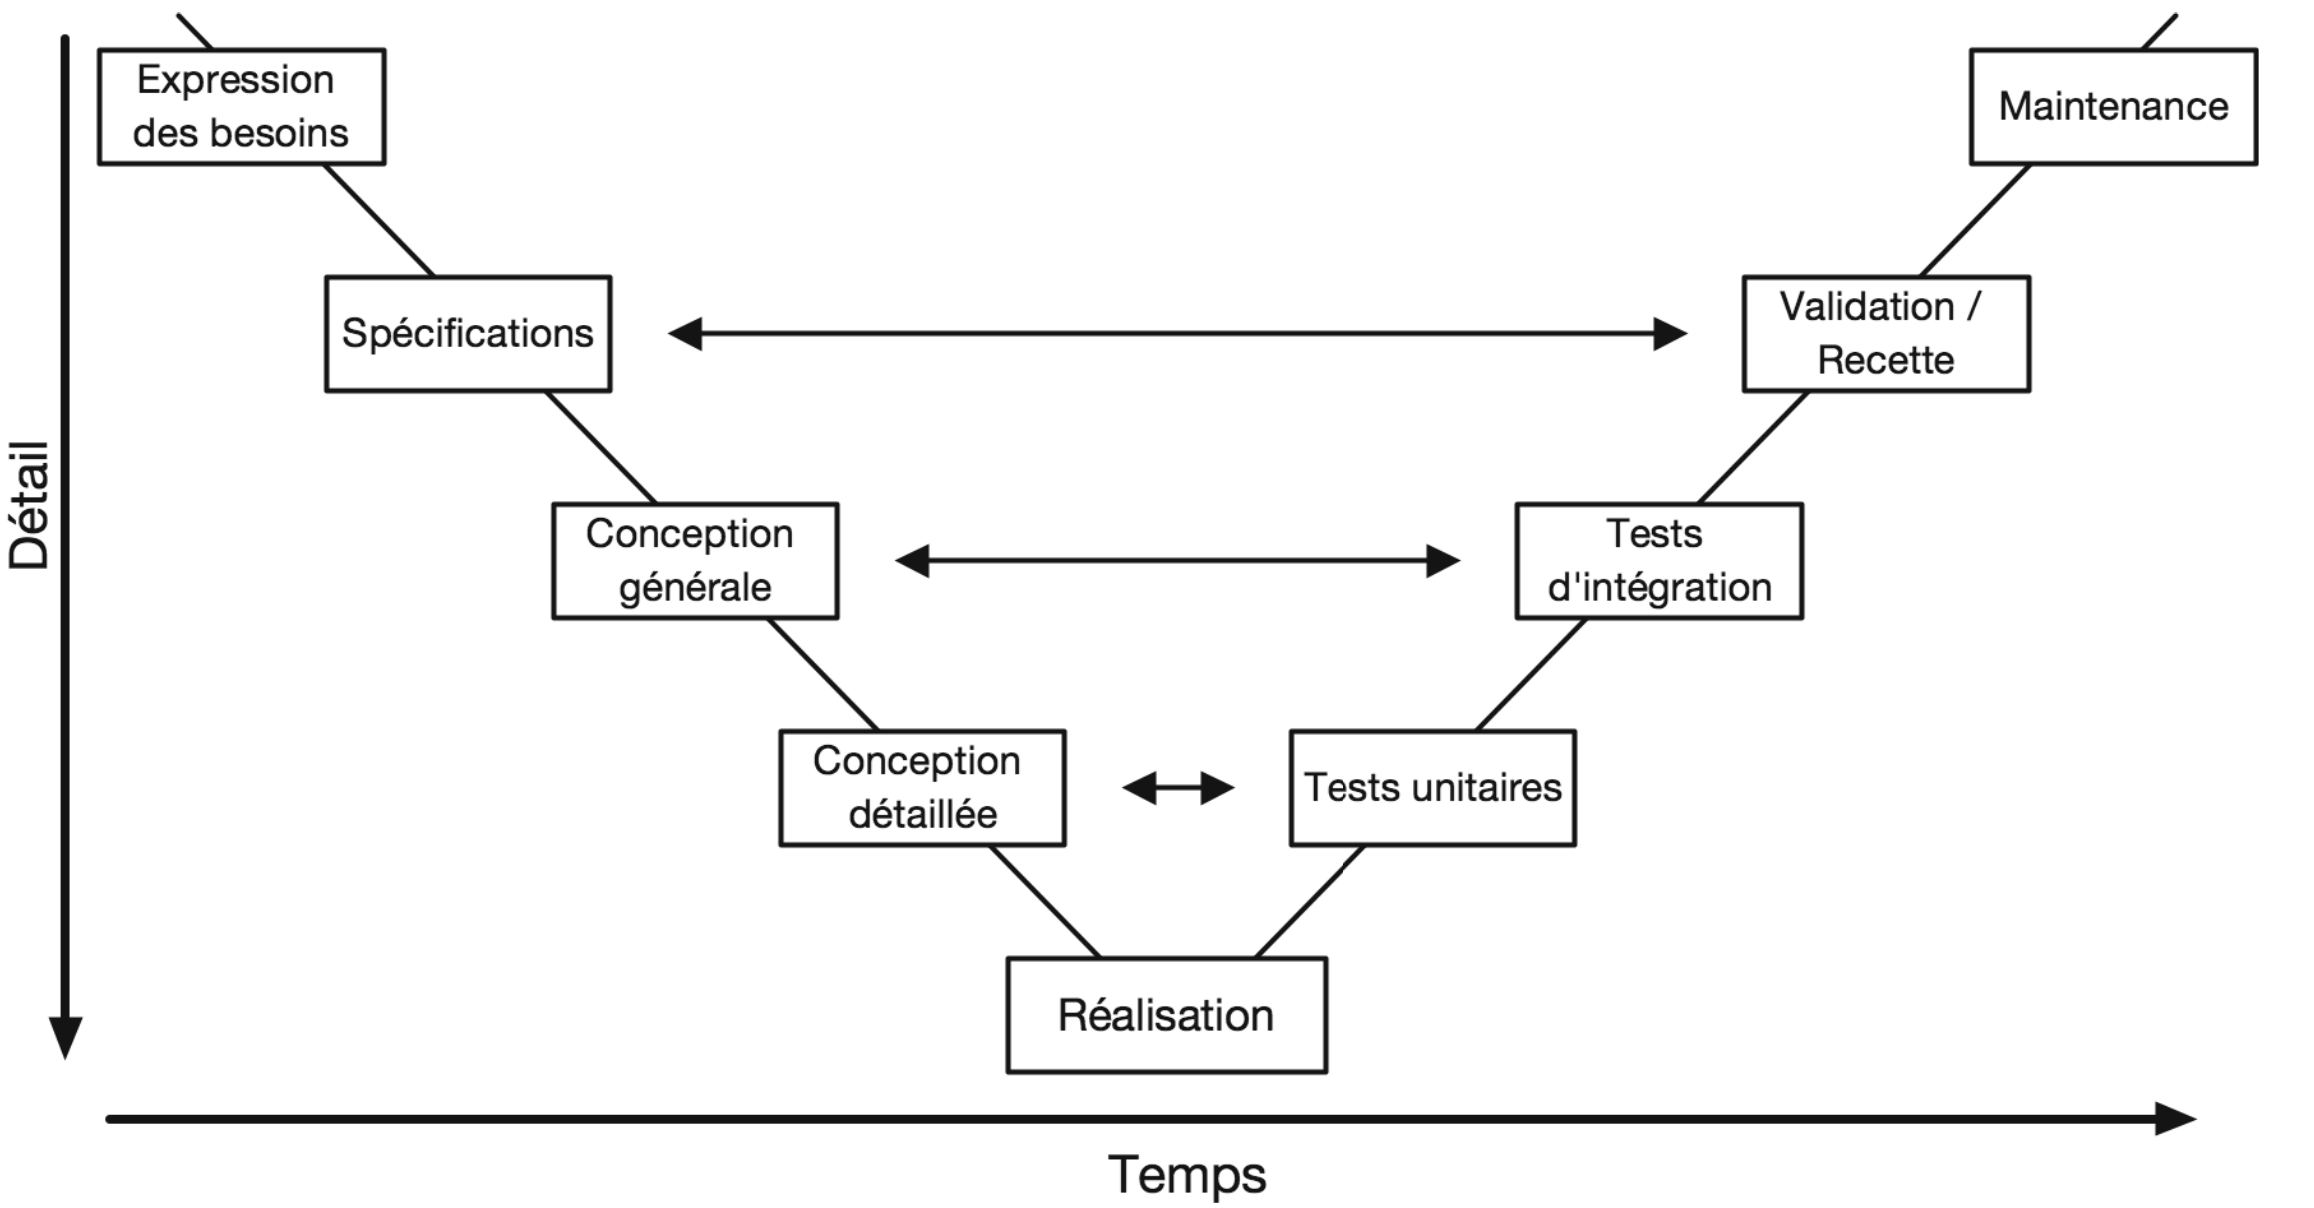 Expression
des besoins
Maintenance
Spécifications
Validation /
Recette
Détail
Conception
générale
Tests
d'intégration
Conception
détaillée
Tests unitaires
Réalisation
Temps